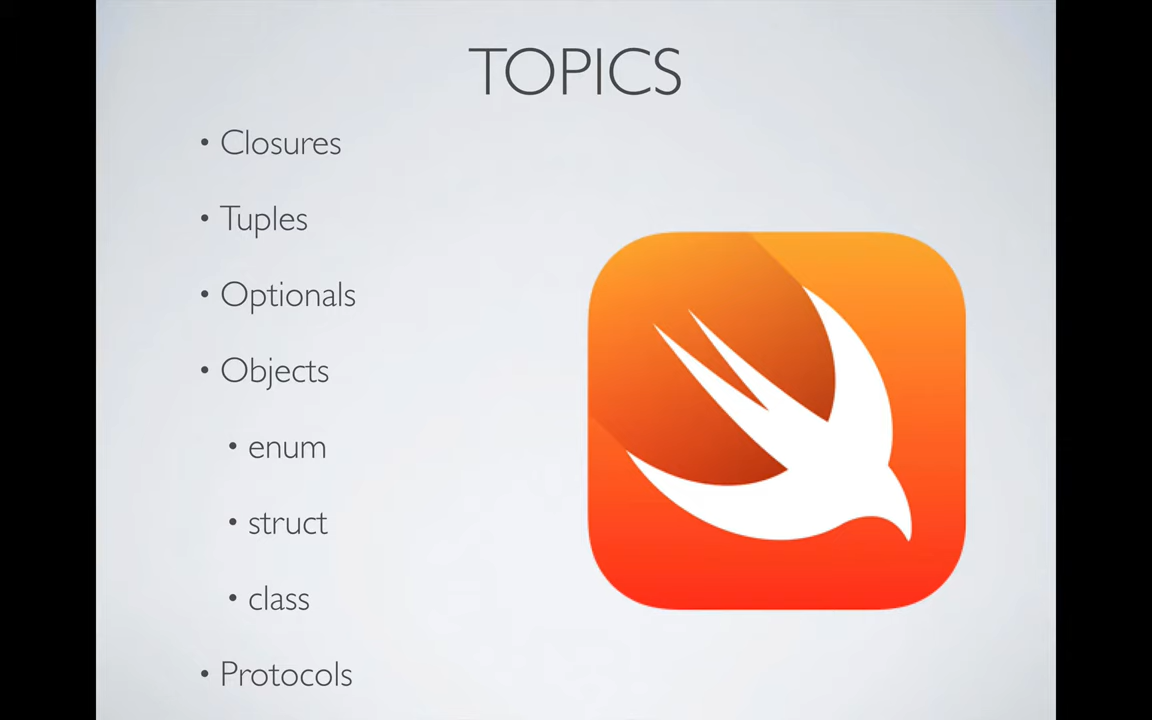 TOPICS
• Closures
• Tuples
• Optionals
• Objects
• enum
• struct
• class
• Protocols